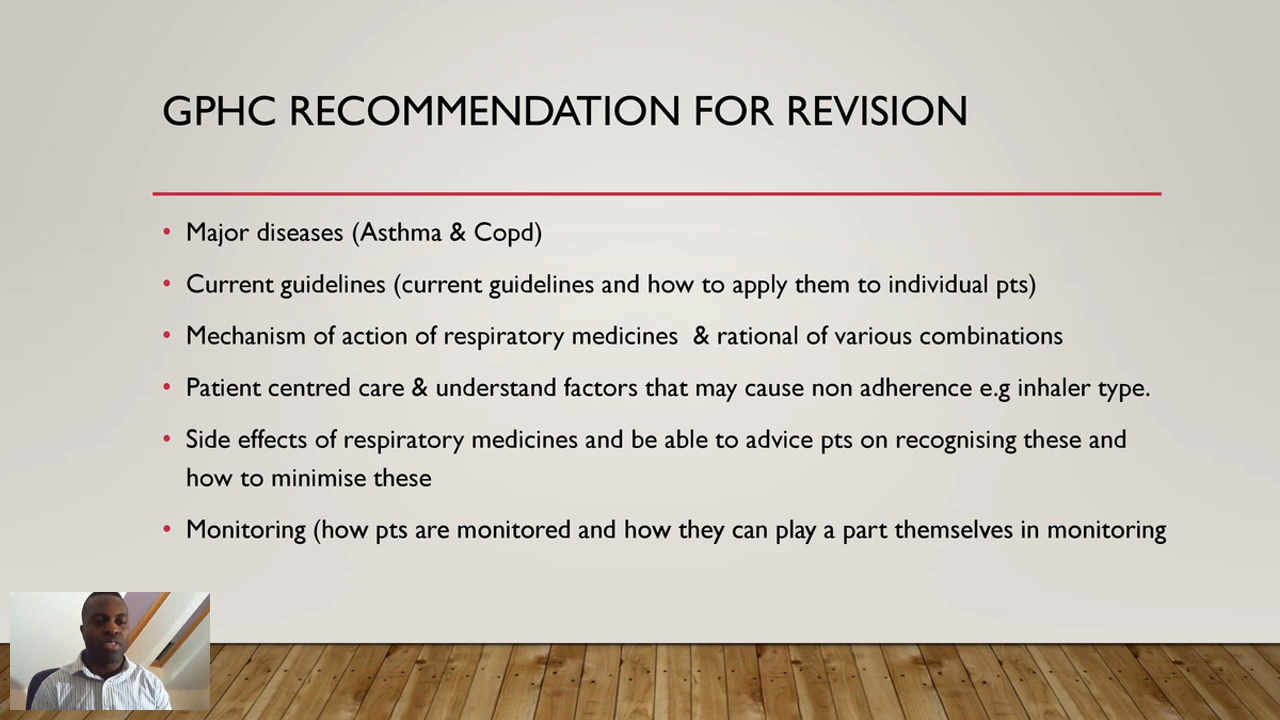 GPHC RECOMMENDATION FOR REVISION
• Major diseases (Asthma & Copd)
• Current guidelines (current guidelines and how to apply them to individual pts)
• Mechanism of action of respiratory medicines  & rational of various combinations
• Patient centred care & understand factors that may cause non adherence e.g inhaler type.
• Side effects of respiratory medicines and be able to advice pts on recognising these and
how to minimise these
• Monitoring (how pts are monitored and how they can play a part themselves in monitoring